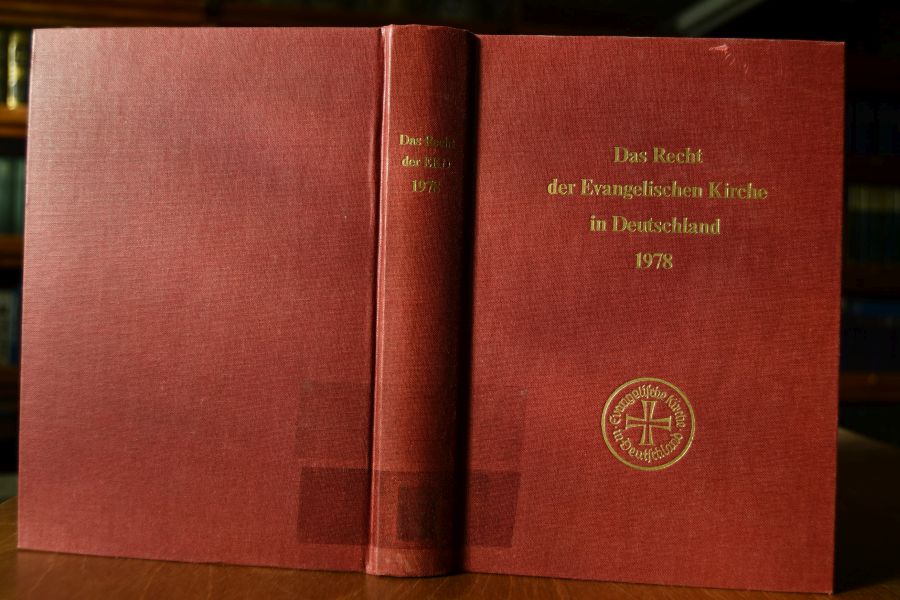 Das Recht
der EKD
1978
Das Recht
der Evangelischen Kirche
in Deutschland
1978
Evangelische Kirche
in Deutschland